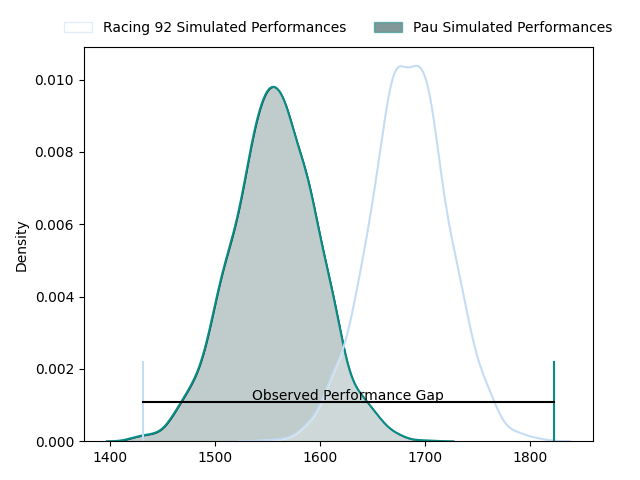 Racing 92 Simulated Performances  Pau Simulated Performances
0.010
0.008
0.006
0.004
0.002
0.000
Density
Observed Performance Gap
1400 1500 1600 1700 1800